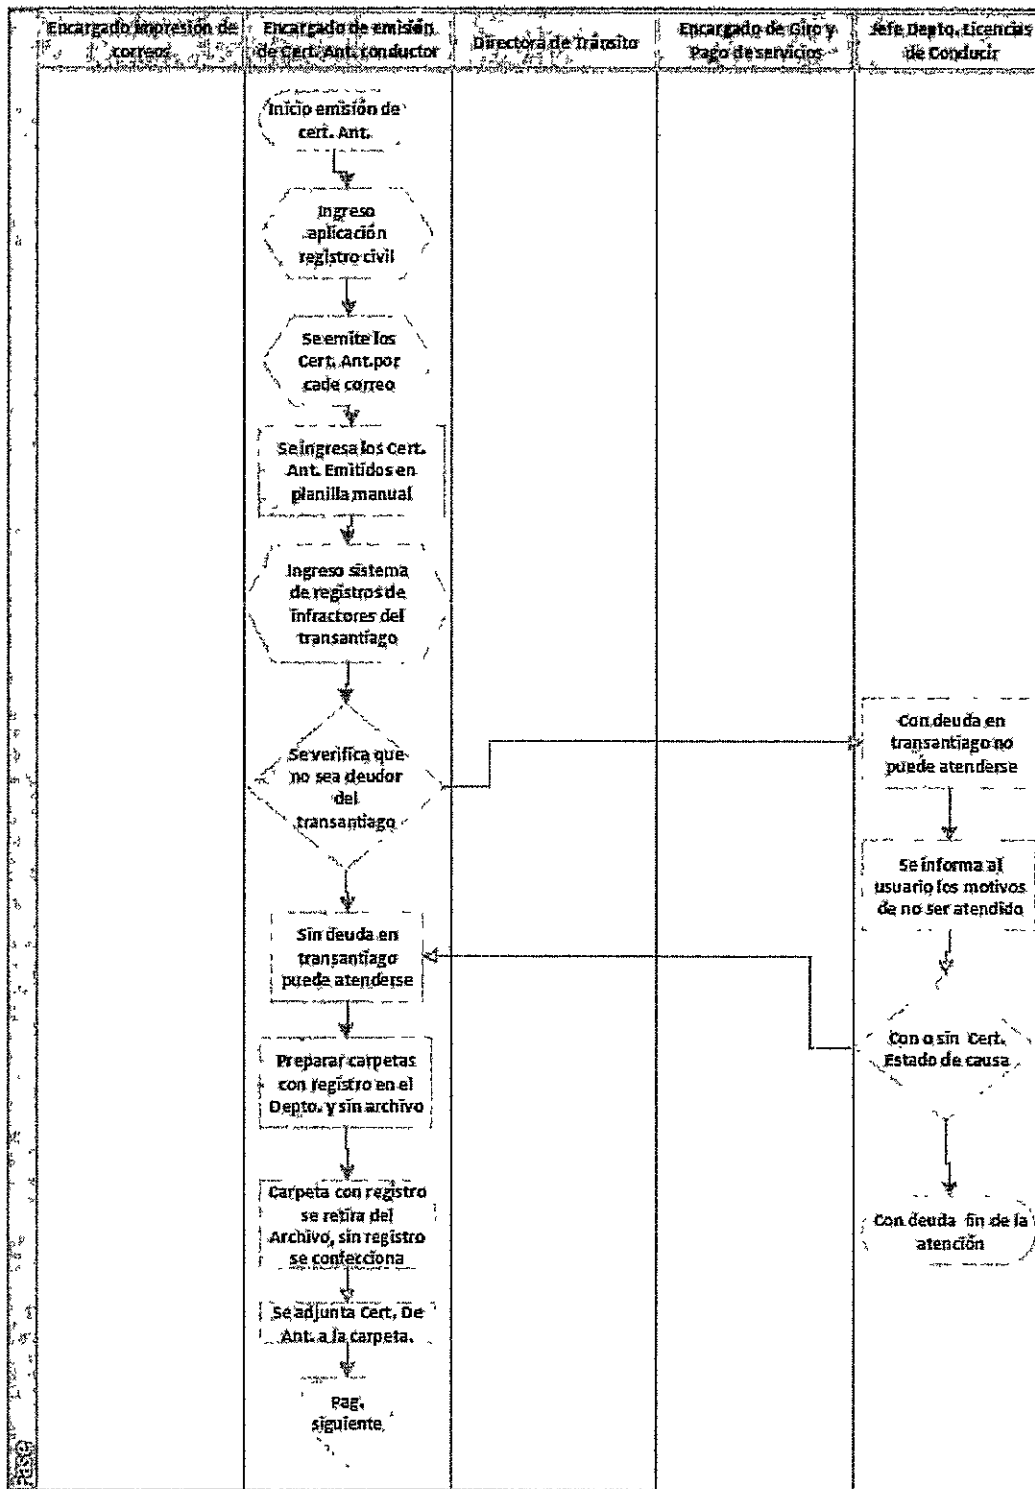 Encargado impresión de
correos
Encargado de emisión
de Cert. Ant. conductor
Directora de Tránsito
Encargado de Giro y
Pago de servicios
Jefe Depto. Licencias
de Conducir
Inicio emisión de
cert. Ant.
Ingreso
aplicación
registro civil
Se emite los
Cert. Ant.por
cade correo
Se ingresa los Cert.
Ant. Emitidos en
planilla manual
Ingreso sistema
de registros de
infractores del
transantiago
Se verifica que
no sea deudor
del
transantiago
Con deuda en
transantiago no
puede atenderse
Se informa al
usuario los motivos
de no ser atendido
Sin deuda en
transantiago
puede atenderse
Con o sin Cert.
Estado de causa
Preparar carpetas
con registro en el
Depto. y sin archivo
Carpeta con registro
se retira del
Archivo, sin registro
se confecciona
Con deuda fin de la
atención
Se adjunta Cert. De
Ant. a la carpeta.
Pag.
siguiente
Fase